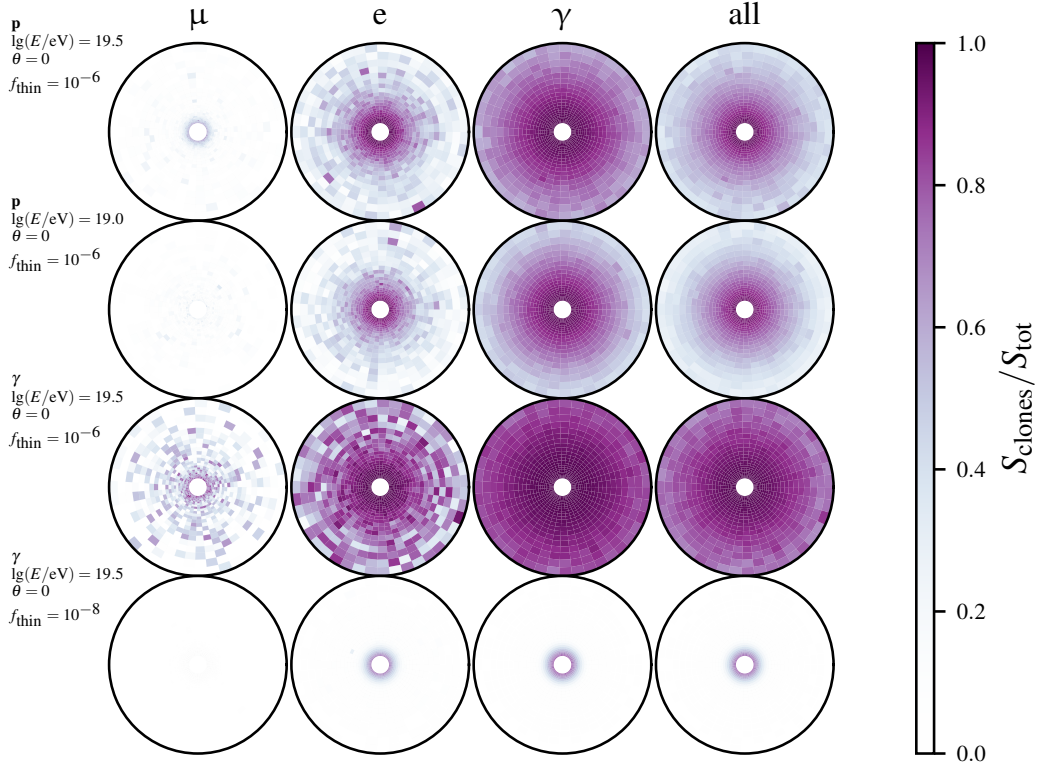 μ e γ all
p
lg(E/eV) = 19.5
θ = 0
f_thin = 10⁻⁶
p
lg(E/eV) = 19.0
θ = 0
f_thin = 10⁻⁶
γ
lg(E/eV) = 19.5
θ = 0
f_thin = 10⁻⁶
γ
lg(E/eV) = 19.5
θ = 0
f_thin = 10⁻⁸
1.0
0.8
0.6
0.4
0.2
0.0
S_clones/S_tot